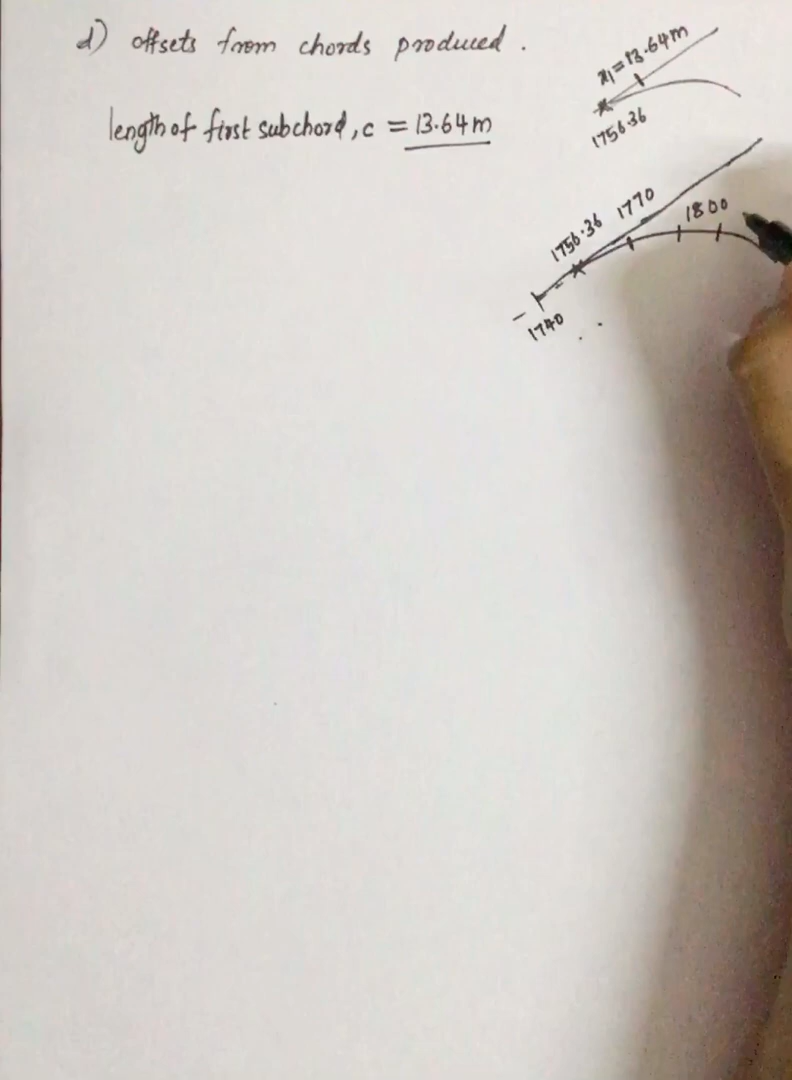 d) offsets from chords produced.
x1 = 13.64m
1756.36
length of first subchord, c = 13.64m
1756.36
1770
1800
1740